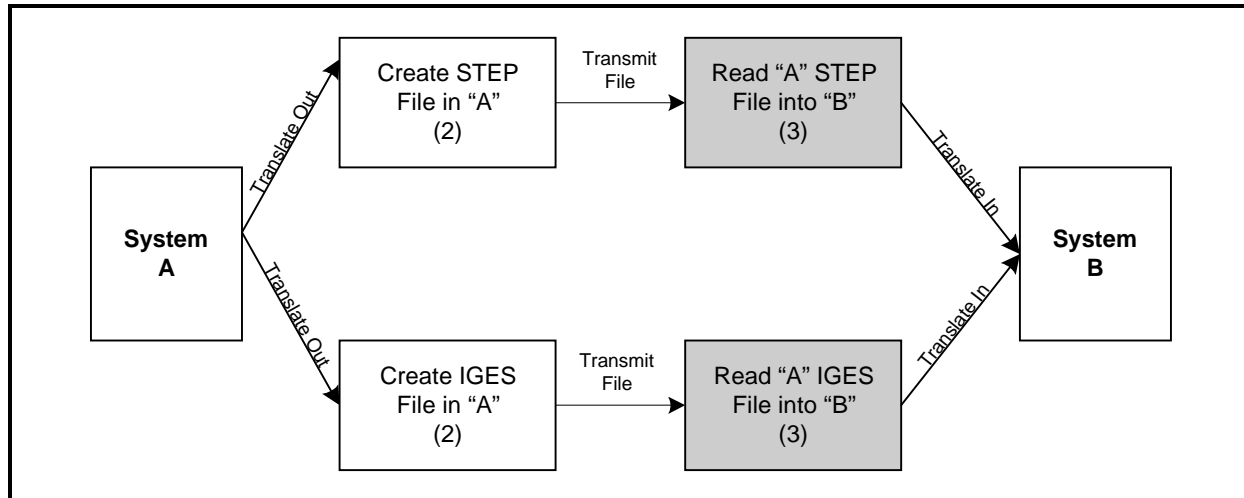 Create STEP
File in “A”
(2)
Transmit
File
Read “A” STEP
File into “B”
(3)
Translate Out
Translate In
System
A
System
B
Translate Out
Translate In
Create IGES
File in “A”
(2)
Transmit
File
Read “A” IGES
File into “B”
(3)